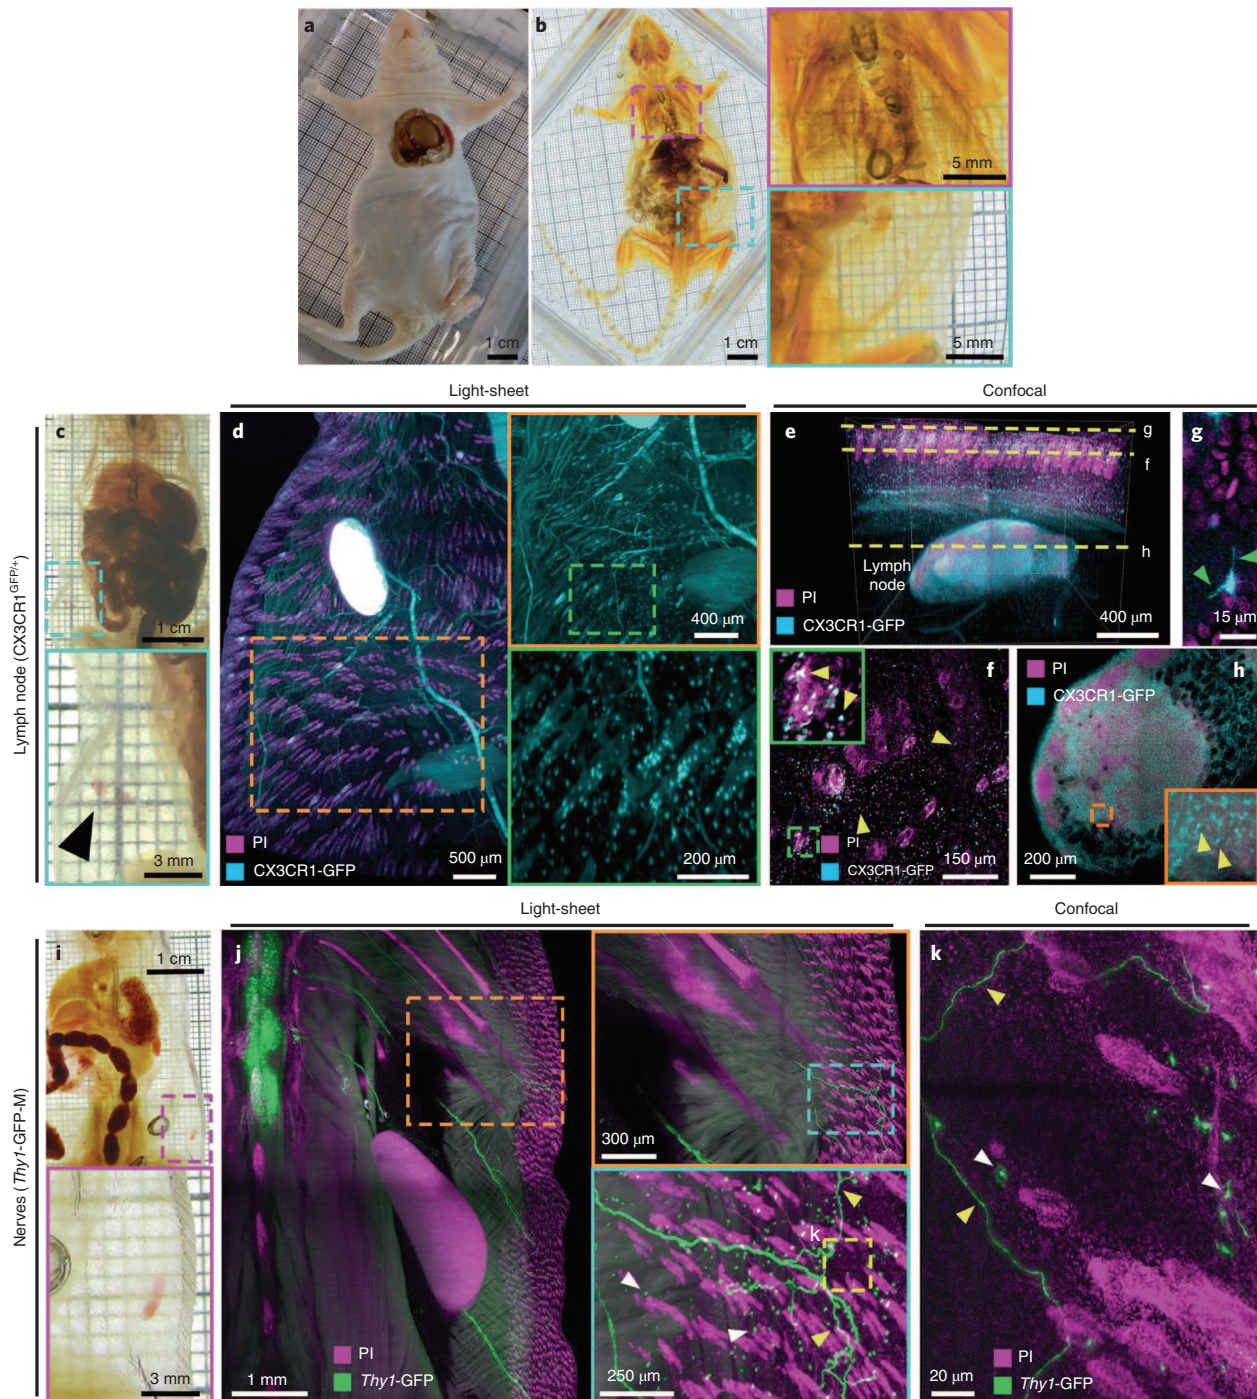 a
b
5 mm
1 cm
1 cm
5 mm
Light-sheet
Confocal
Lymph node (CX3CR1^GFP/+)
c
1 cm
3 mm
d
PI
CX3CR1-GFP
500 µm
400 µm
200 µm
e
g
f
h
Lymph
node
PI
CX3CR1-GFP
400 µm
g
15 µm
f
PI
CX3CR1-GFP
150 µm
PI
CX3CR1-GFP
h
200 µm
Light-sheet
Confocal
Nerves (Thy1-GFP-M)
i
1 cm
3 mm
j
PI
Thy1-GFP
1 mm
300 µm
k
250 µm
k
PI
Thy1-GFP
20 µm